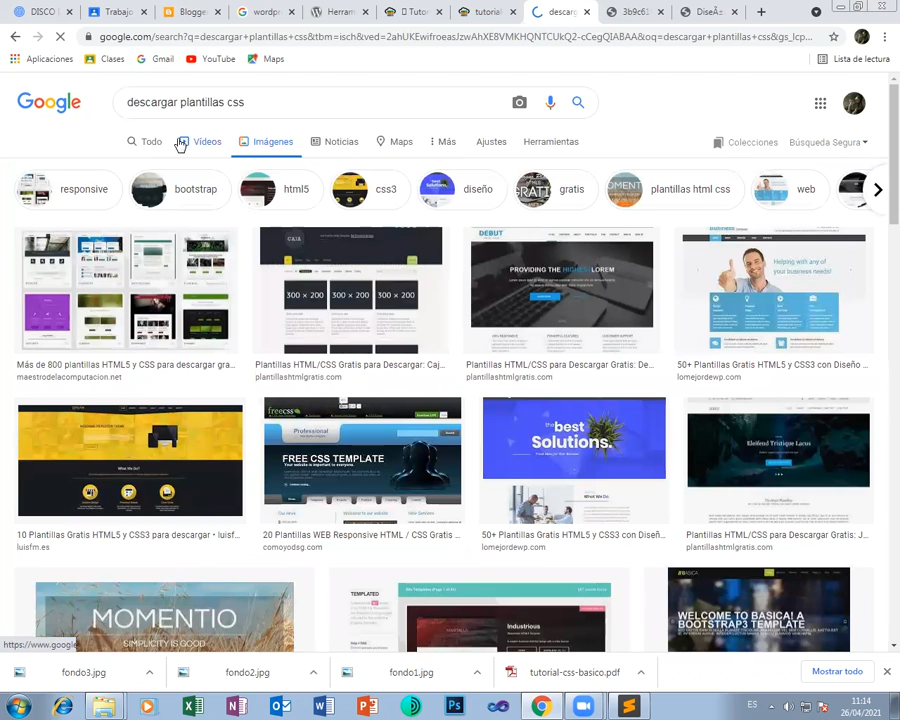 DISCO
Trabajo
Blogge
wordp
Herram
Tuto
tutorial
descarg
3b9c61
DiseÃ±
google.com/search?q=descargar+plantillas+css&tbm=isch&ved=2ahUKEwifroeasJzwAhXE8VMKHQNTCUkQ2-cCegQIABAA&oq=descargar+plantillas+css&gs_lcp...
Aplicaciones Clases Gmail YouTube Maps Lista de lectura
Google descargar plantillas css
Todo Vídeos Imágenes Noticias Maps Más Ajustes Herramientas Colecciones Búsqueda Segura
responsive bootstrap html5 css3 diseño gratis plantillas html css web
CAJA
300 × 200 300 × 200 300 × 200
DEBUT
PROVIDING THE HIGHEST LOREM
Helping with any of
your business needs!
Más de 800 plantillas HTML5 y CSS para descargar gra...
maestrodelacomputacion.net
Plantillas HTML/CSS Gratis para Descargar: Caj...
plantillashtmlgratis.com
Plantillas HTML/CSS para Descargar Gratis: De...
plantillashtmlgratis.com
50+ Plantillas Gratis HTML5 y CSS3 con Diseño ...
lomejordewp.com
What We Do?
freecss
Professional
FREE CSS TEMPLATE
the best
Solutions.
What We Do
Eleifend Tristique Lacus
10 Plantillas Gratis HTML5 y CSS3 para descargar • luisf...
luisfm.es
20 Plantillas WEB Responsive HTML / CSS Gratis ...
comoyodsg.com
50+ Plantillas Gratis HTML5 y CSS3 con Diseñ...
lomejordewp.com
Plantillas HTML/CSS para Descargar Gratis: J...
plantillashtmlgratis.com
MOMENTIO
SIMPLICITY IS GOOD
TEMPLATED
Industrious
BASICA
WELCOME TO BASICA! A
BOOTSTRAP3 TEMPLATE
https://www.google
fondo3.jpg fondo2.jpg fondo1.jpg tutorial-css-basico.pdf Mostrar todo
ES 11:14
26/04/2021